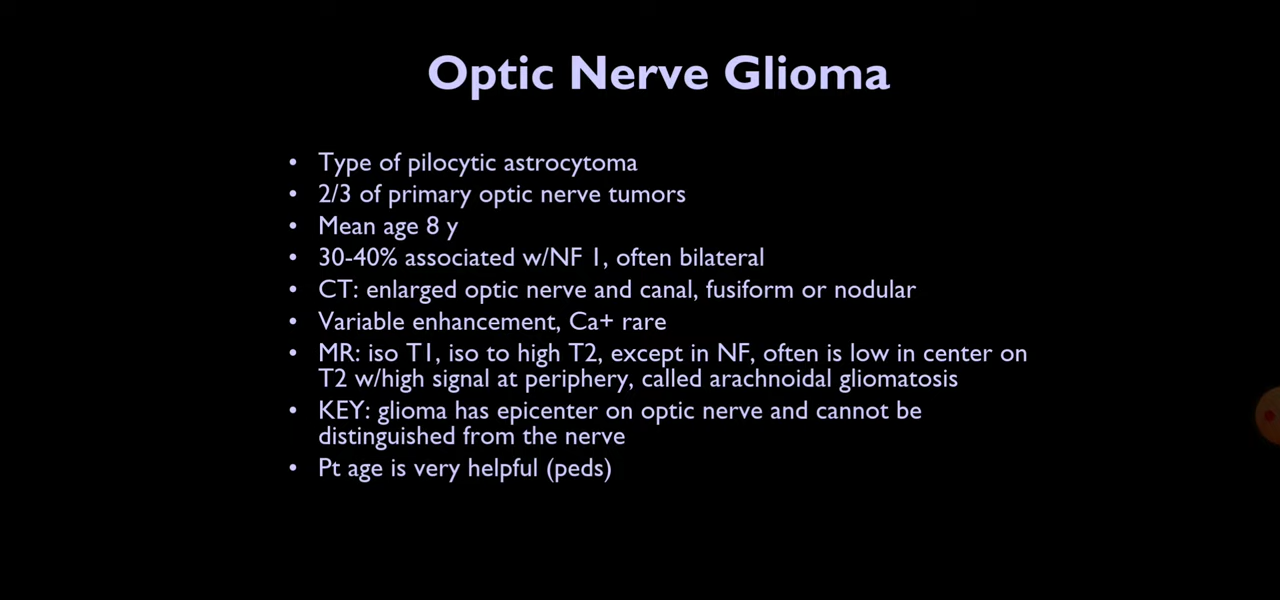 Optic Nerve Glioma
• Type of pilocytic astrocytoma
• 2/3 of primary optic nerve tumors
• Mean age 8 y
• 30-40% associated w/NF 1, often bilateral
• CT: enlarged optic nerve and canal, fusiform or nodular
• Variable enhancement, Ca+ rare
• MR: iso T1, iso to high T2, except in NF, often is low in center on
T2 w/high signal at periphery, called arachnoidal gliomatosis
• KEY: glioma has epicenter on optic nerve and cannot be
distinguished from the nerve
• Pt age is very helpful (peds)